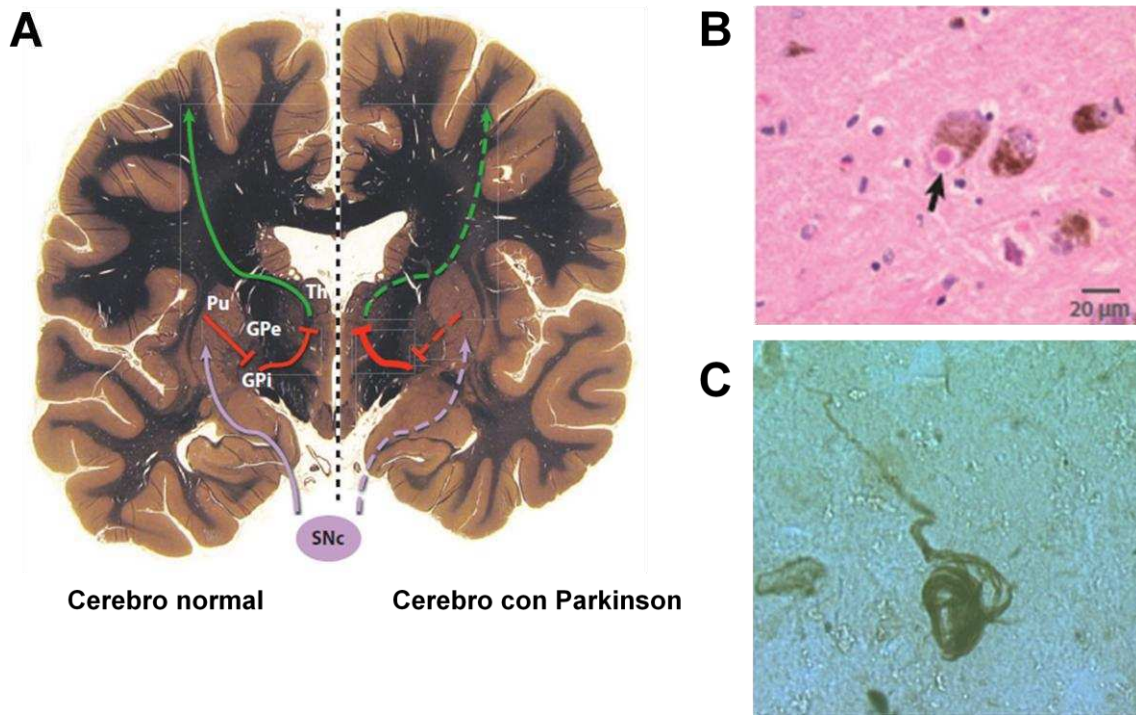 A
B
C
Pu
Th
GPe
GPi
SNc
20 µm
Cerebro normal
Cerebro con Parkinson